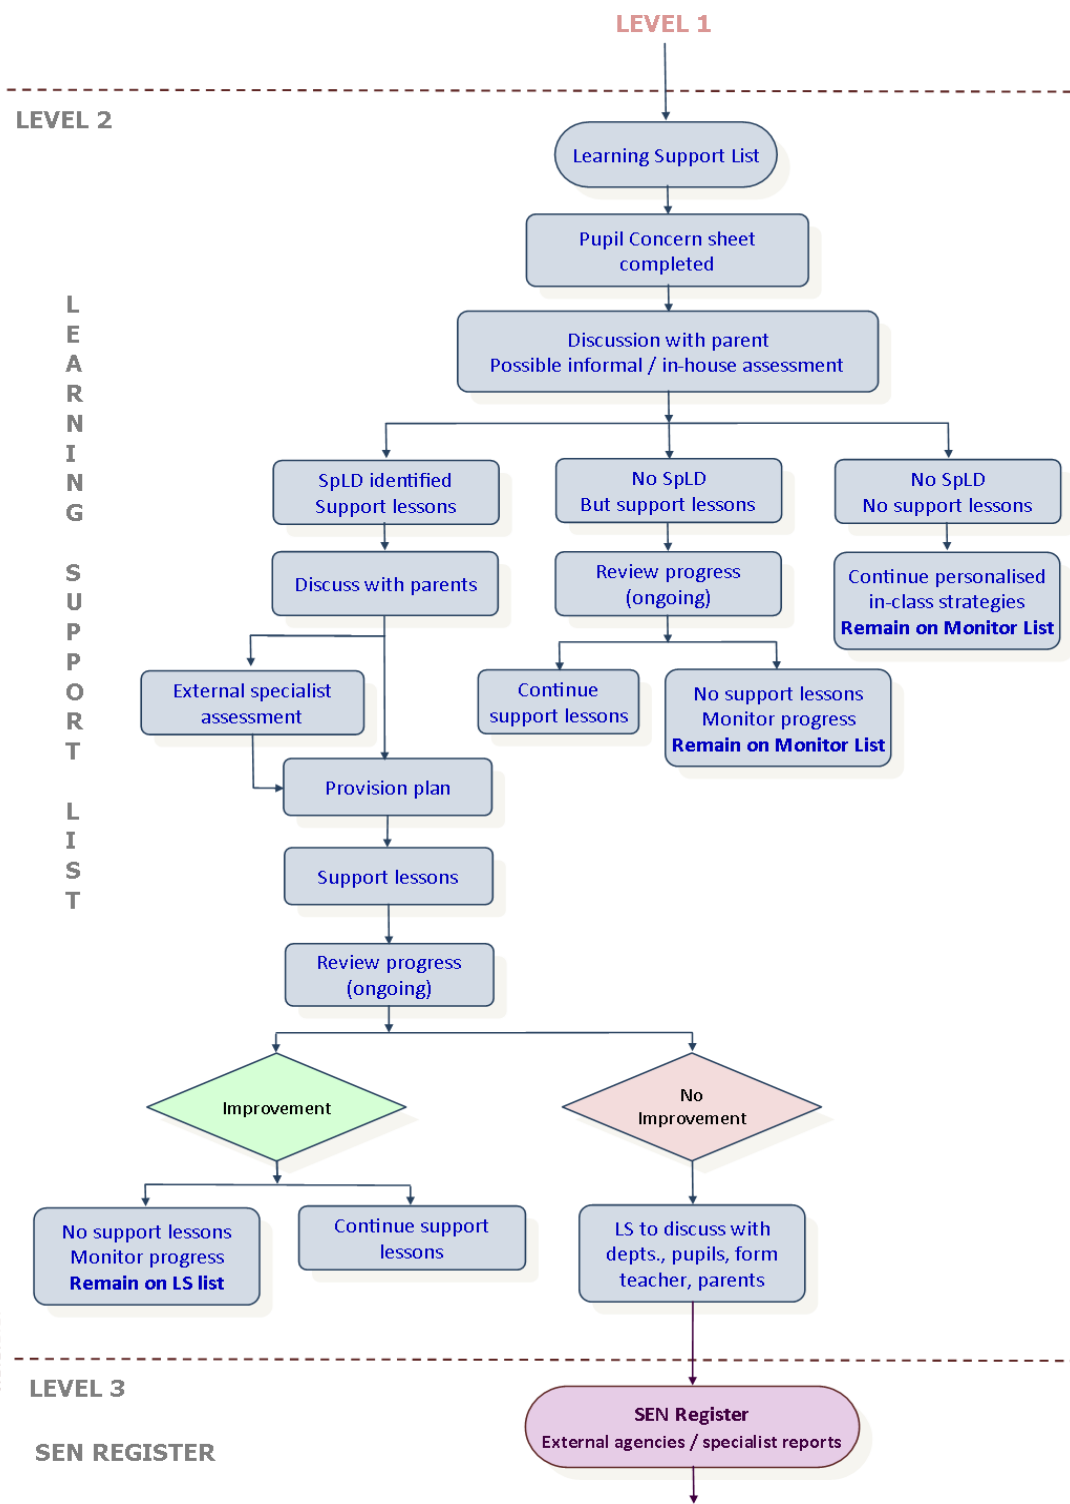 LEVEL 1
LEVEL 2
Learning Support List
Pupil Concern sheet
completed
LEARNING SUPPORT LIST
Discussion with parent
Possible informal / in-house assessment
SpLD identified
Support lessons
No SpLD
But support lessons
No SpLD
No support lessons
Discuss with parents
Review progress
(ongoing)
Continue personalised
in-class strategies
Remain on Monitor List
External specialist
assessment
Continue
support lessons
No support lessons
Monitor progress
Remain on Monitor List
Provision plan
Support lessons
Review progress
(ongoing)
Improvement
No
Improvement
No support lessons
Monitor progress
Remain on LS list
Continue support
lessons
LS to discuss with
depts., pupils, form
teacher, parents
LEVEL 3
SEN REGISTER
SEN Register
External agencies / specialist reports